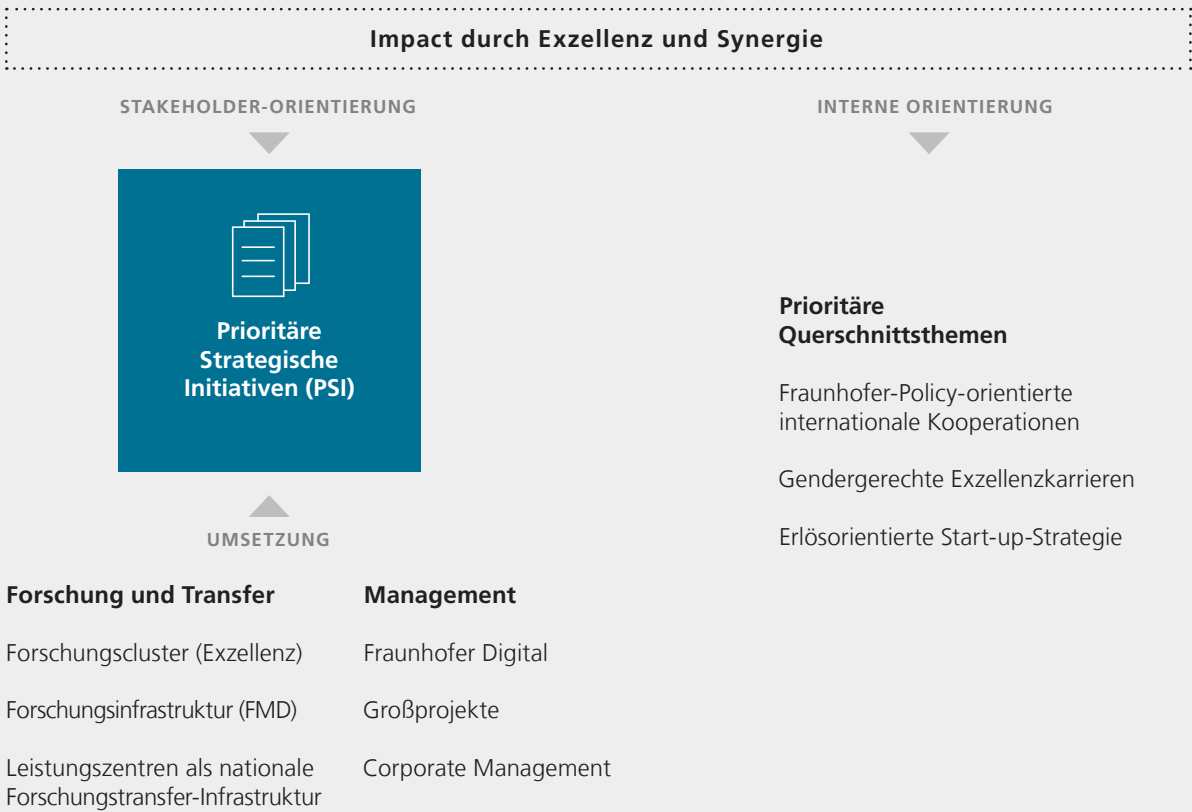 Impact durch Exzellenz und Synergie
STAKEHOLDER-ORIENTIERUNG
Prioritäre
Strategische
Initiativen (PSI)
UMSETZUNG
Forschung und Transfer
Forschungscluster (Exzellenz)
Forschungsinfrastruktur (FMD)
Leistungszentren als nationale
Forschungstransfer-Infrastruktur
Management
Fraunhofer Digital
Großprojekte
Corporate Management
INTERNE ORIENTIERUNG
Prioritäre
Querschnittsthemen
Fraunhofer-Policy-orientierte
internationale Kooperationen
Gendergerechte Exzellenzkarrieren
Erlösorientierte Start-up-Strategie